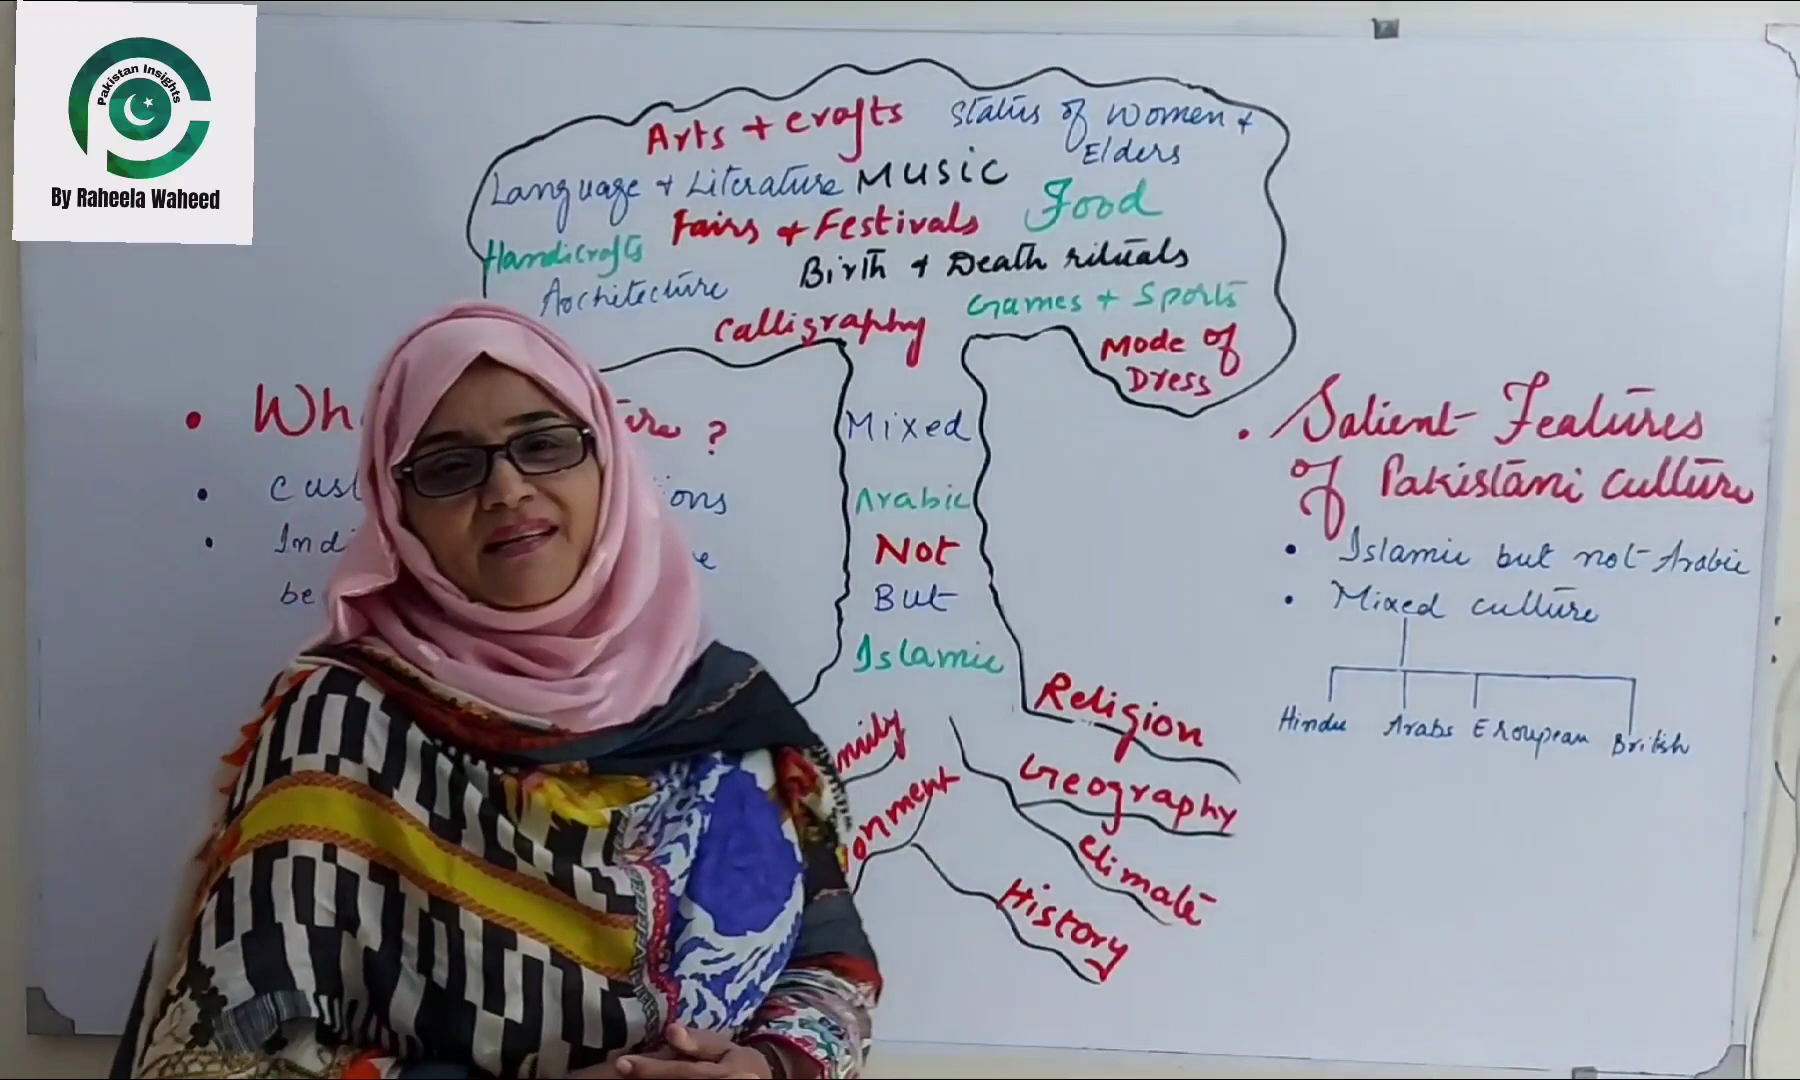 Pakistan Insights
By Raheela Waheed
Arts + crafts
Status of Women +
Elders
Language + Literature
MUSIC
Fairs + Festivals
Food
Handicrafts
Birth + Death rituals
Architecture
Games + Sports
Calligraphy
Mode of
Dress
Mixed
Arabic
Not
But
Islamic
Religion
Geography
climate
History
?
• Salient Features
of Pakistani culture
• Islamic but not Arabic
• Mixed culture
Hindu Arabs Eroupean British